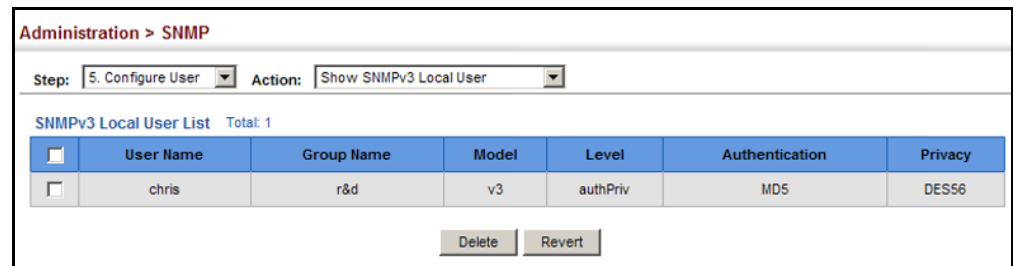 Administration > SNMP
Step: 5. Configure User Action: Show SNMPv3 Local User
SNMPv3 Local User List Total: 1
User Name Group Name Model Level Authentication Privacy
chris r&d v3 authPriv MD5 DES56
Delete Revert